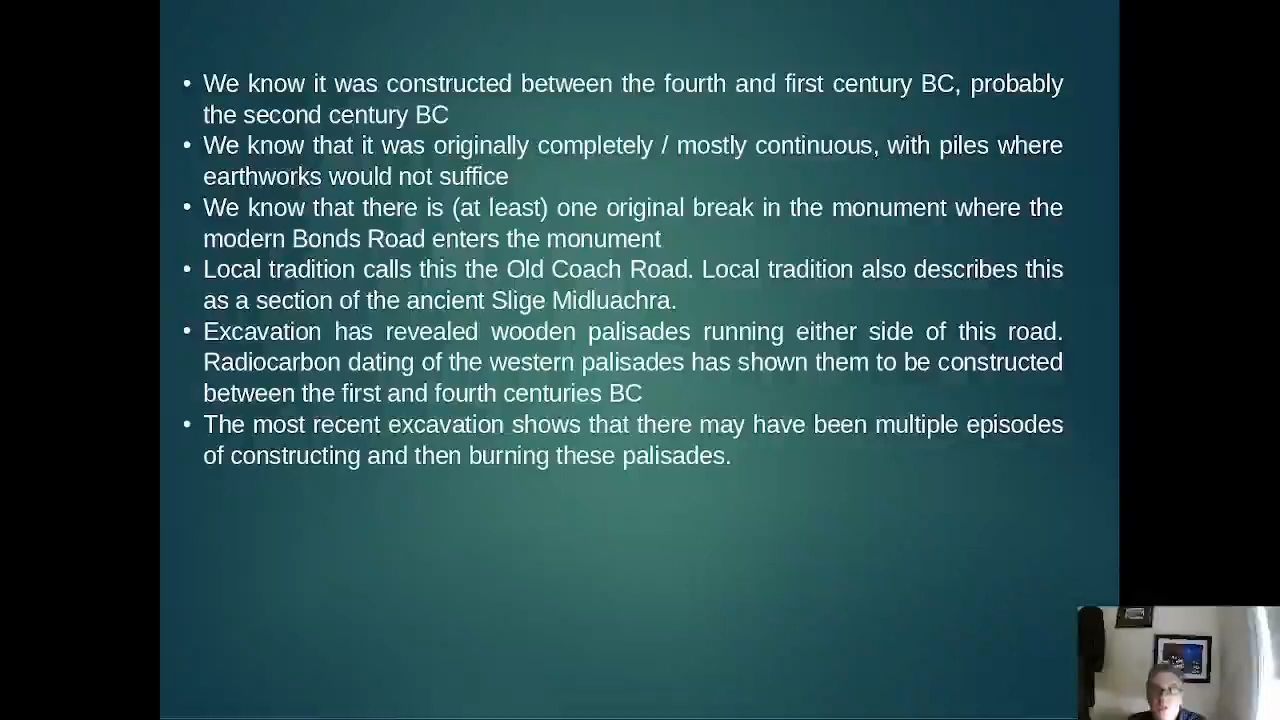 • We know it was constructed between the fourth and first century BC, probably
the second century BC
• We know that it was originally completely / mostly continuous, with piles where
earthworks would not suffice
• We know that there is (at least) one original break in the monument where the
modern Bonds Road enters the monument
• Local tradition calls this the Old Coach Road. Local tradition also describes this
as a section of the ancient Slige Midluachra.
• Excavation has revealed wooden palisades running either side of this road.
Radiocarbon dating of the western palisades has shown them to be constructed
between the first and fourth centuries BC
• The most recent excavation shows that there may have been multiple episodes
of constructing and then burning these palisades.